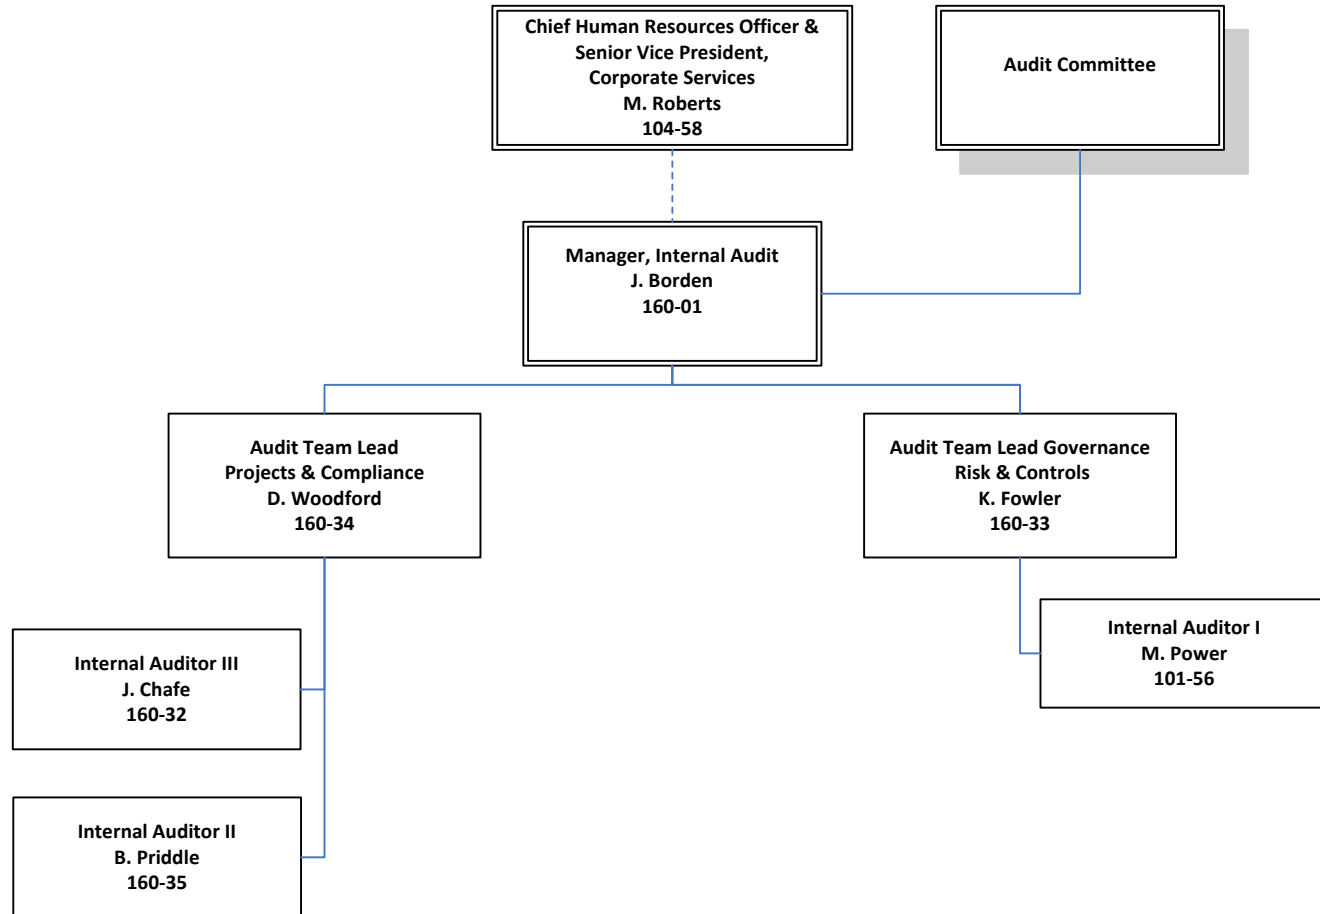 Chief Human Resources Officer &
Senior Vice President,
Corporate Services
M. Roberts
104-58
Audit Committee
Manager, Internal Audit
J. Borden
160-01
Audit Team Lead
Projects & Compliance
D. Woodford
160-34
Audit Team Lead Governance
Risk & Controls
K. Fowler
160-33
Internal Auditor III
J. Chafe
160-32
Internal Auditor I
M. Power
101-56
Internal Auditor II
B. Priddle
160-35